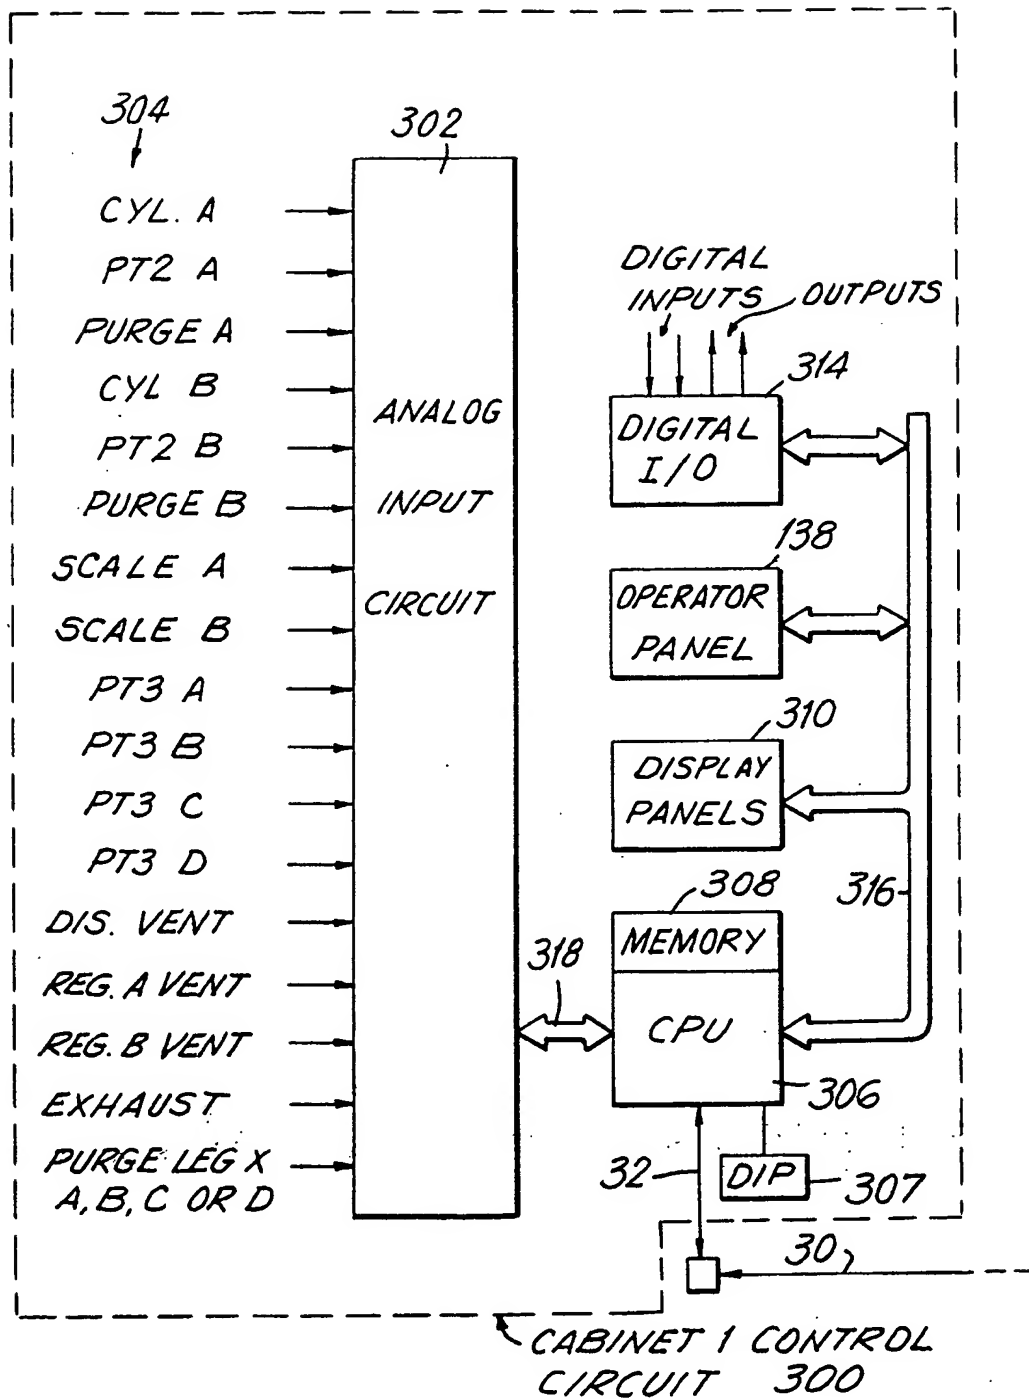 304
302
CYL. A
PT2 A
PURGE A
CYL B
PT2 B
PURGE B
SCALE A
SCALE B
PT3 A
PT3 B
PT3 C
PT3 D
DIS. VENT
REG. A VENT
REG. B VENT
EXHAUST
PURGE LEG X
A, B, C OR D
ANALOG
INPUT
CIRCUIT
DIGITAL
INPUTS
OUTPUTS
314
DIGITAL
I/O
138
OPERATOR
PANEL
310
DISPLAY
PANELS
316
308
MEMORY
318
CPU
306
32
DIP
307
30
CABINET 1 CONTROL
CIRCUIT 300